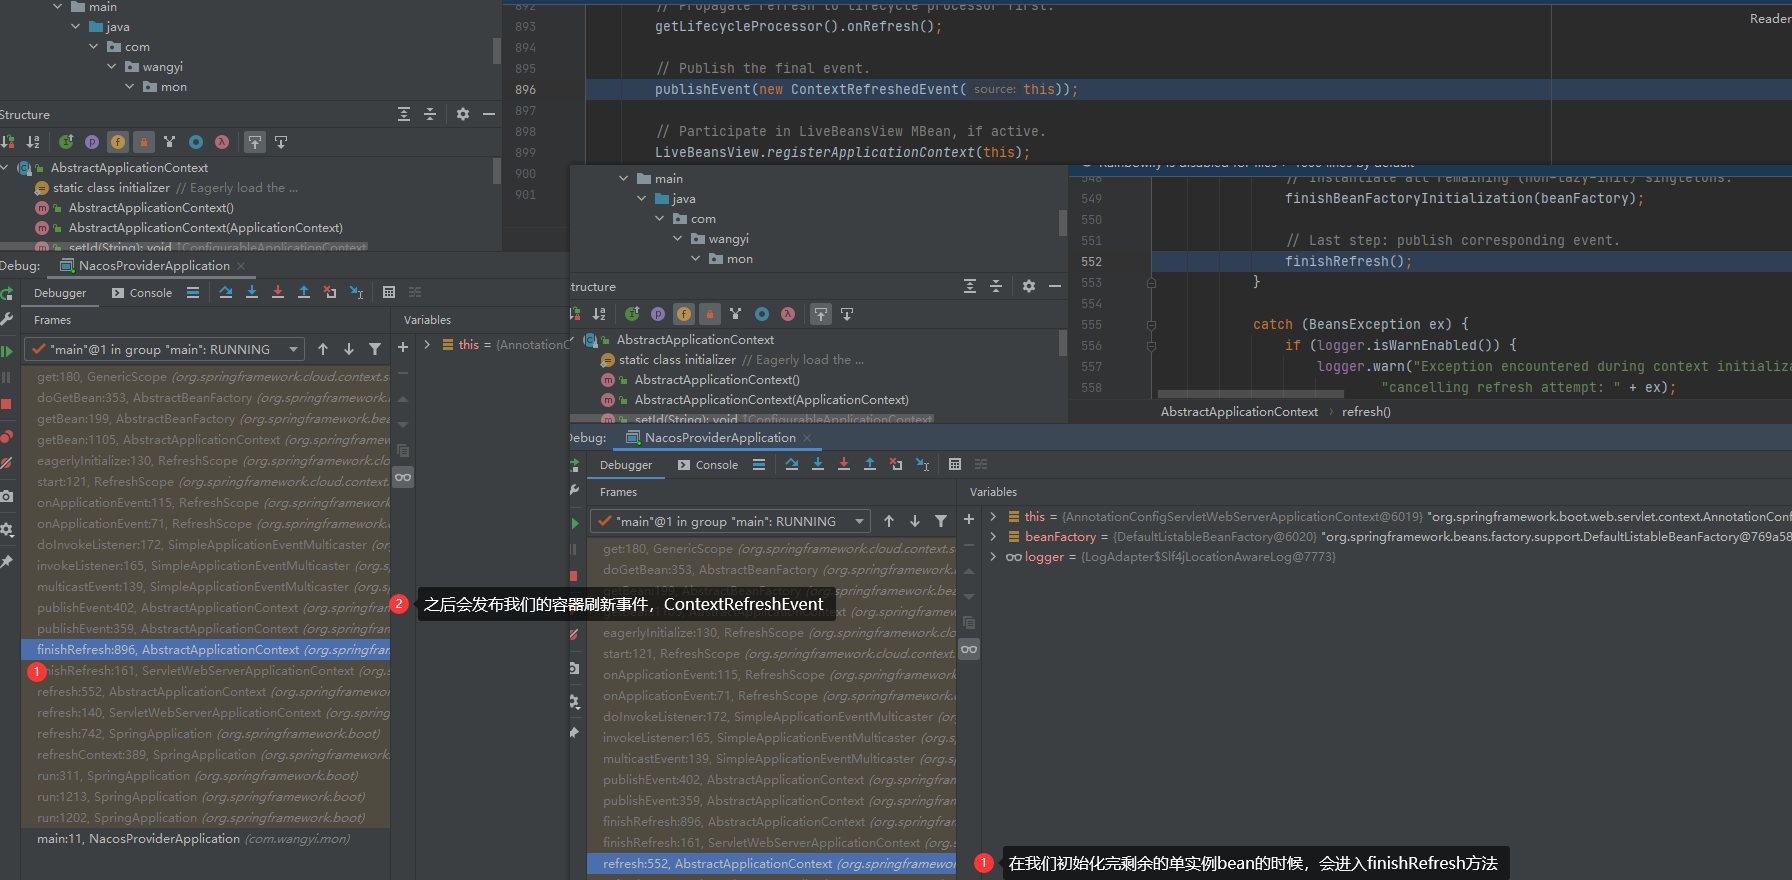 main
java
com
wangyi
mon
Structure
AbstractApplicationContext
static class initializer // Eagerly load the ...
AbstractApplicationContext()
AbstractApplicationContext(ApplicationContext)
setId(String): void ↑ConfigurableApplicationContext
892 // Propagate refresh to lifecycle processor first.
893 getLifecycleProcessor().onRefresh();
894
895 // Publish the final event.
896 publishEvent(new ContextRefreshedEvent( source: this));
897
898 // Participate in LiveBeansView MBean, if active.
899 LiveBeansView.registerApplicationContext(this);
900
901
Reader
Debug: NacosProviderApplication
Debugger Console
Frames Variables
"main"@1 in group "main": RUNNING
this = {AnnotationC
get:180, GenericScope (org.springframework.cloud.context.s
doGetBean:353, AbstractBeanFactory (org.springframework.b
getBean:199, AbstractBeanFactory (org.springframework.bea
getBean:1105, AbstractApplicationContext (org.springframew
eagerlyInitialize:130, RefreshScope (org.springframework.clo
start:121, RefreshScope (org.springframework.cloud.context.
onApplicationEvent:115, RefreshScope (org.springframework
onApplicationEvent:71, RefreshScope (org.springframework.c
doInvokeListener:172, SimpleApplicationEventMulticaster (or
invokeListener:165, SimpleApplicationEventMulticaster (org.s
multicastEvent:139, SimpleApplicationEventMulticaster (org.
publishEvent:402, AbstractApplicationContext (org.springfra
publishEvent:359, AbstractApplicationContext (org.springfra
finishRefresh:896, AbstractApplicationContext (org.springfra
nishRefresh:161, ServletWebServerApplicationContext (org.s
refresh:552, AbstractApplicationContext (org.springframewor
refresh:140, ServletWebServerApplicationContext (org.spring
refresh:742, SpringApplication (org.springframework.boot)
refreshContext:389, SpringApplication (org.springframework.
run:311, SpringApplication (org.springframework.boot)
run:1213, SpringApplication (org.springframework.boot)
run:1202, SpringApplication (org.springframework.boot)
main:11, NacosProviderApplication (com.wangyi.mon)
1
2 之后会发布我们的容器刷新事件，ContextRefreshEvent
main
java
com
wangyi
mon
tructure
AbstractApplicationContext
static class initializer // Eagerly load the ...
AbstractApplicationContext()
AbstractApplicationContext(ApplicationContext)
setId(String): void ↑ConfigurableApplicationContext
548 // Instantiate all remaining (non-lazy-init) singletons.
549 finishBeanFactoryInitialization(beanFactory);
550
551 // Last step: publish corresponding event.
552 finishRefresh();
553 }
554
555 catch (BeansException ex) {
556 if (logger.isWarnEnabled()) {
557 logger.warn("Exception encountered during context initializa
558 "cancelling refresh attempt: " + ex);
AbstractApplicationContext › refresh()
Debug: NacosProviderApplication
Debugger Console
Frames Variables
"main"@1 in group "main": RUNNING
this = {AnnotationConfigServletWebServerApplicationContext@6019} "org.springframework.boot.web.servlet.context.AnnotationConf
beanFactory = {DefaultListableBeanFactory@6020} "org.springframework.beans.factory.support.DefaultListableBeanFactory@769a58
logger = {LogAdapter$Slf4jLocationAwareLog@7773}
get:180, GenericScope (org.springframework.cloud.context.s
doGetBean:353, AbstractBeanFactory (org.springframework.b
eagerlyInitialize:130, RefreshScope (org.springframework.clo
start:121, RefreshScope (org.springframework.cloud.context.
onApplicationEvent:115, RefreshScope (org.springframework
onApplicationEvent:71, RefreshScope (org.springframework.c
doInvokeListener:172, SimpleApplicationEventMulticaster (or
invokeListener:165, SimpleApplicationEventMulticaster (org.s
multicastEvent:139, SimpleApplicationEventMulticaster (org.
publishEvent:402, AbstractApplicationContext (org.springfra
publishEvent:359, AbstractApplicationContext (org.springfra
finishRefresh:896, AbstractApplicationContext (org.springfra
finishRefresh:161, ServletWebServerApplicationContext (org.s
refresh:552, AbstractApplicationContext (org.springframewor
1 在我们初始化完剩余的单实例bean的时候，会进入finishRefresh方法